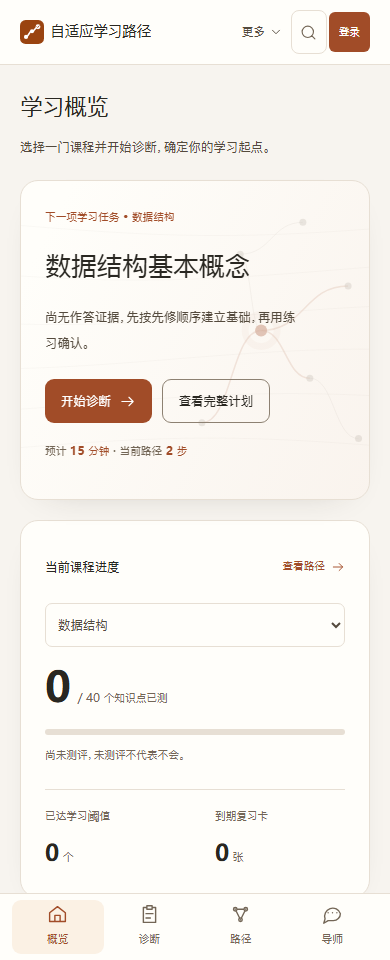 自适应学习路径
更多
登录
学习概览
选择一门课程并开始诊断, 确定你的学习起点。
下一项学习任务 • 数据结构
数据结构基本概念
尚无作答证据, 先按先修顺序建立基础, 再用练
习确认。
开始诊断
查看完整计划
预计 15 分钟 · 当前路径 2 步
当前课程进度
查看路径
数据结构
0 / 40 个知识点已测
尚未测评, 未测评不代表不会。
已达学习阈值
到期复习卡
0 个
0 张
概览
诊断
路径
导师